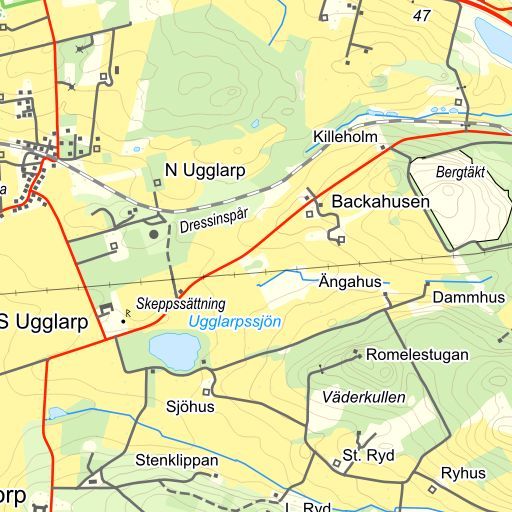 47
Killeholm
N Ugglarp
Bergtäkt
a
Backahusen
Dressinspår
Ängahus
Dammhus
Skeppssättning
S Ugglarp
Ugglarpssjön
Romelestugan
Väderkullen
Sjöhus
St. Ryd
Stenklippan
Ryhus
orp
L. Ryd